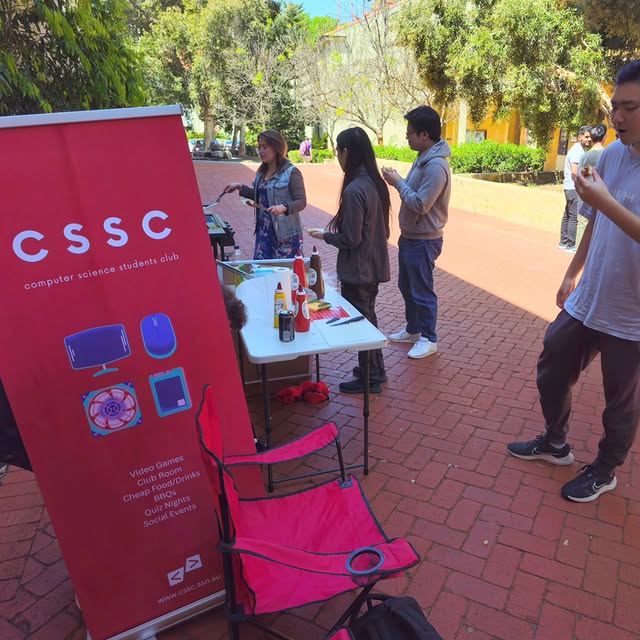 CSSC
computer science students club
Video Games
Club Room
Cheap Food/Drinks
BBQs
Quiz Nights
Social Events
www.cssc.asn.au